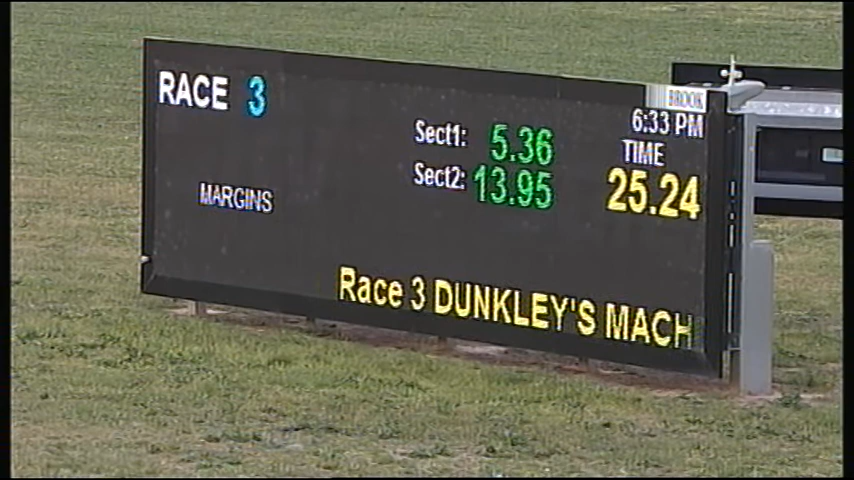 BROOK
RACE 3
6:33 PM
Sect1: 5.36
TIME
Sect2: 13.95
25.24
MARGINS
Race 3 DUNKLEY'S MACH